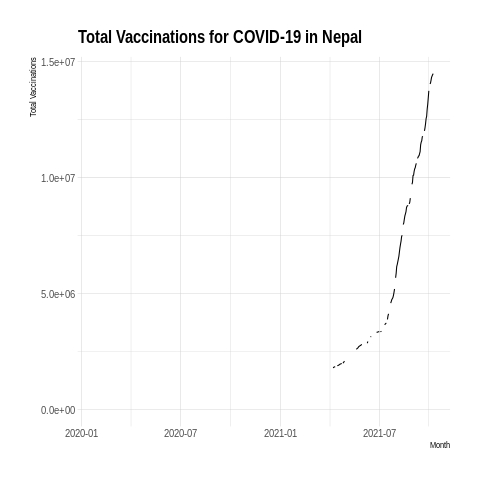 Total Vaccinations for COVID-19 in Nepal
Total Vaccinations
1.5e+07
1.0e+07
5.0e+06
0.0e+00
2020-01 2020-07 2021-01 2021-07
Month